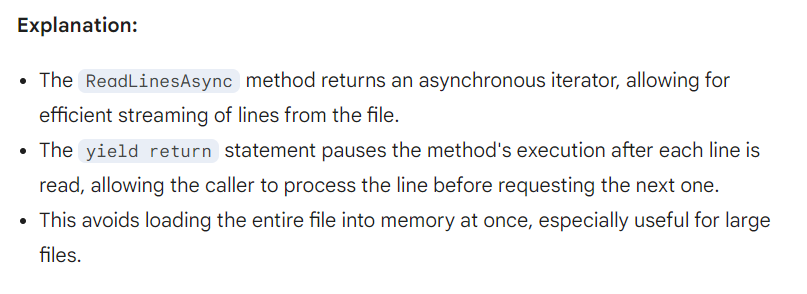 Explanation:
• The ReadLinesAsync method returns an asynchronous iterator, allowing for
efficient streaming of lines from the file.
• The yield return statement pauses the method's execution after each line is
read, allowing the caller to process the line before requesting the next one.
• This avoids loading the entire file into memory at once, especially useful for large
files.